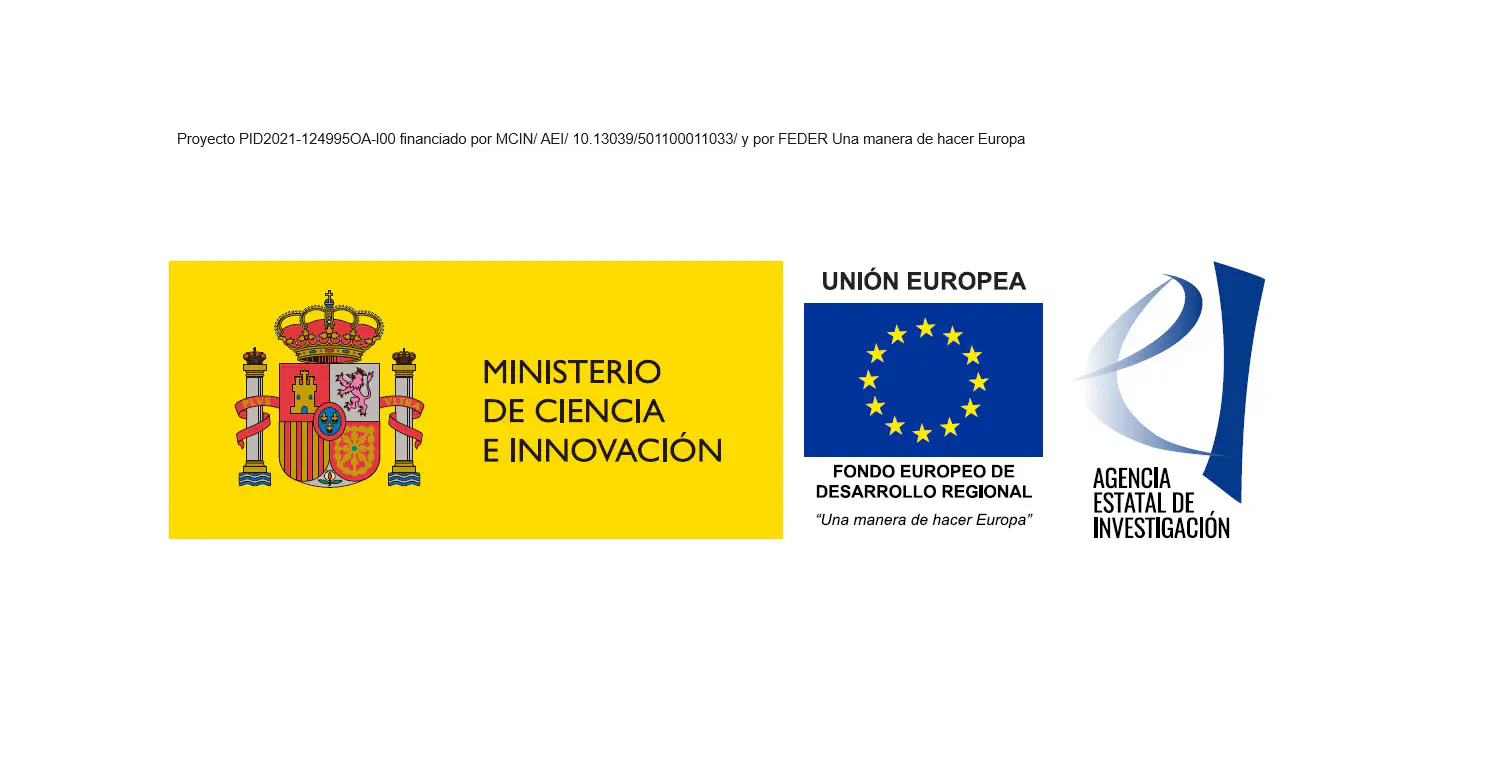 Proyecto PID2021-124995OA-I00 financiado por MCIN/ AEI/ 10.13039/501100011033/ y por FEDER Una manera de hacer Europa
MINISTERIO
DE CIENCIA
E INNOVACIÓN
PLVS VLTRA
UNIÓN EUROPEA
FONDO EUROPEO DE
DESARROLLO REGIONAL
“Una manera de hacer Europa”
AGENCIA
ESTATAL DE
INVESTIGACIÓN